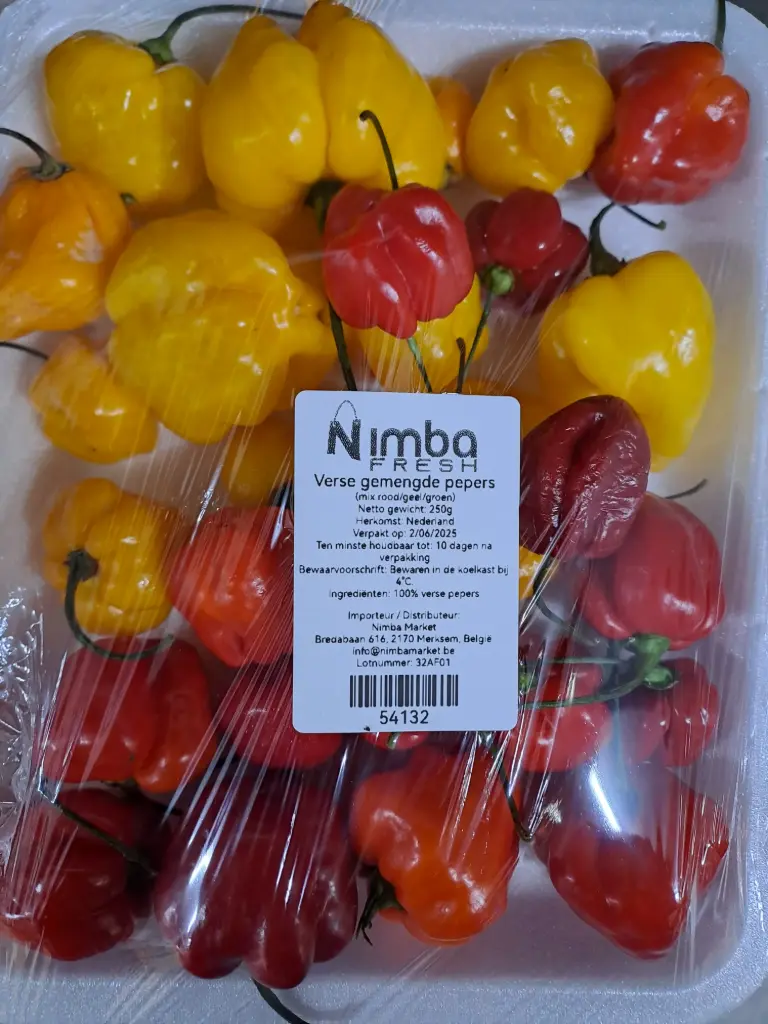 Nimba
FRESH
Verse gemengde pepers
(mix rood/geel/groen)
Netto gewicht: 250g
Herkomst: Nederland
Verpakt op: 2/06/2025
Ten minste houdbaar tot: 10 dagen na
verpakking
Bewaarvoorschrift: Bewaren in de koelkast bij
4°C.
Ingrediënten: 100% verse pepers
Importeur / Distributeur:
Nimba Market
Bredabaan 616, 2170 Merksem, België
info@nimbamarket.be
Lotnummer: 32AF01
54132